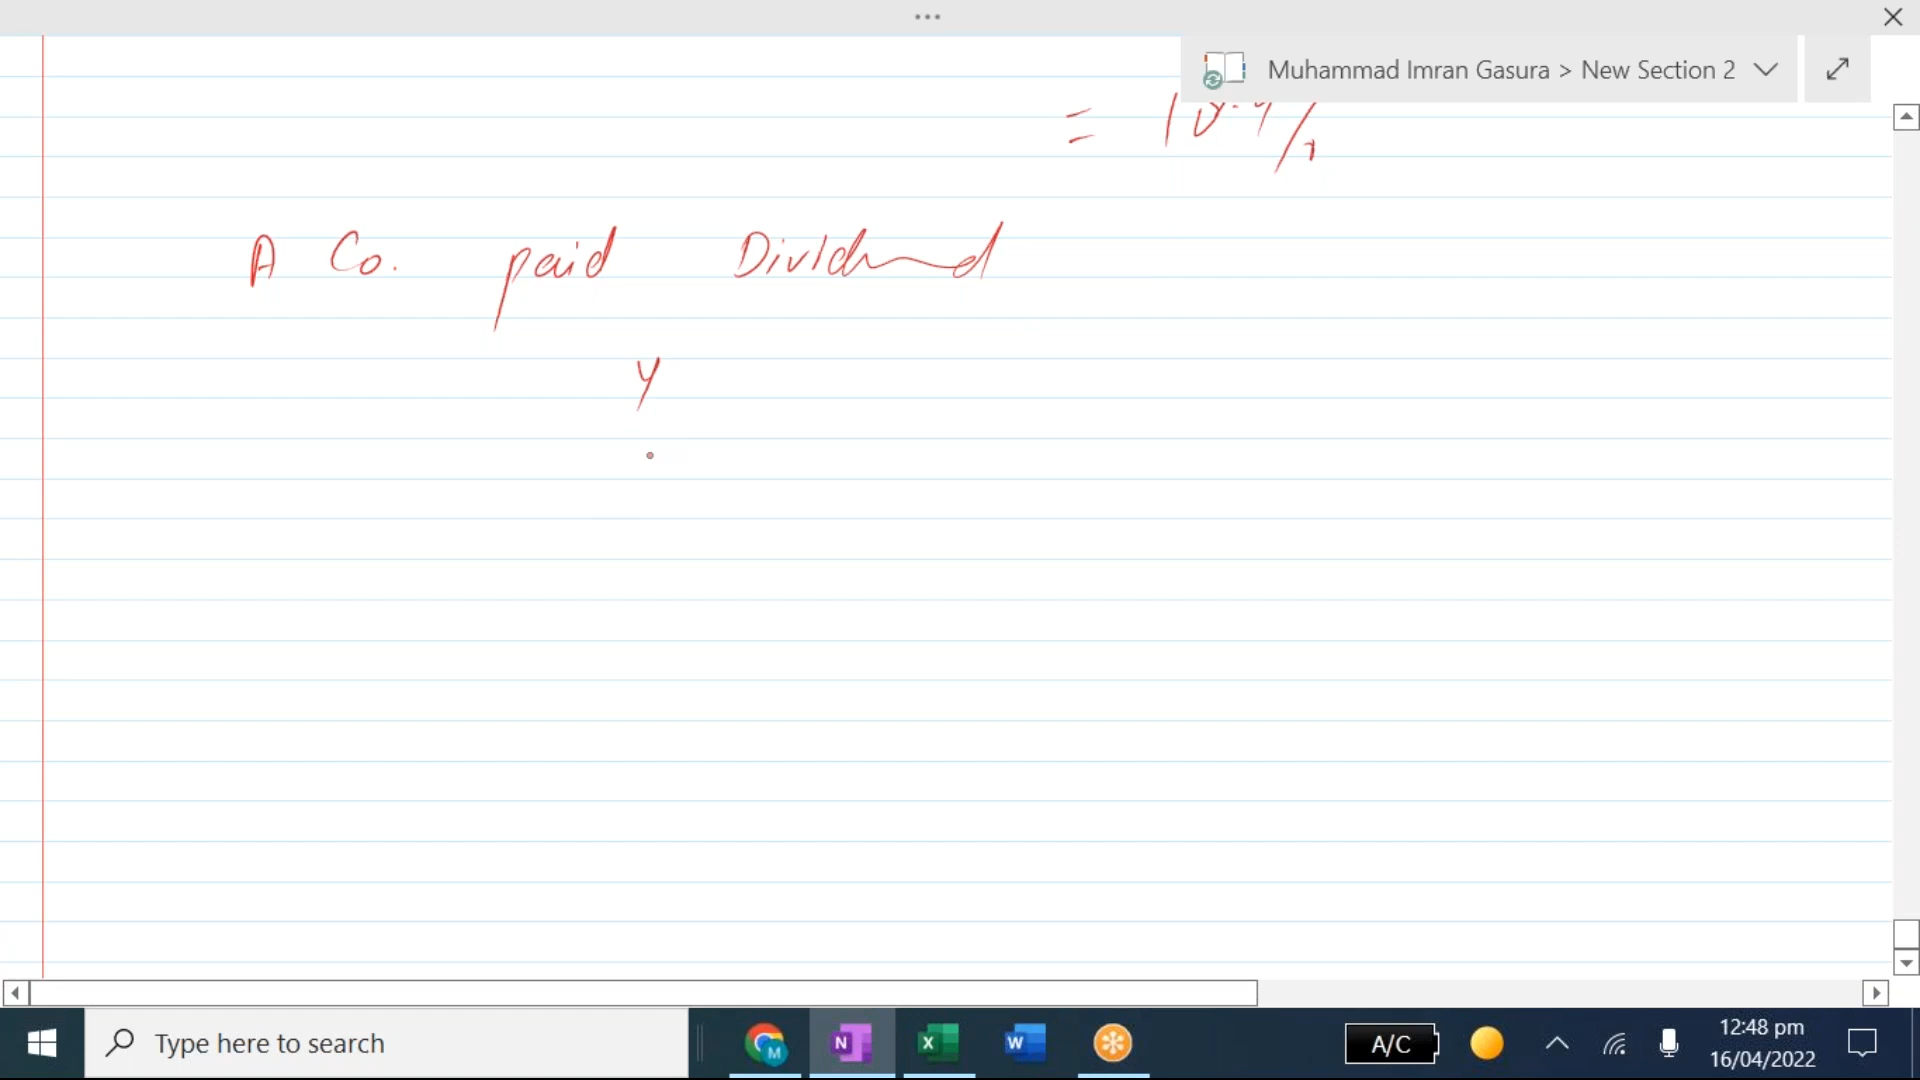 Muhammad Imran Gasura > New Section 2
=
A Co. paid Dividend
y
Type here to search
A/C
12:48 pm
16/04/2022